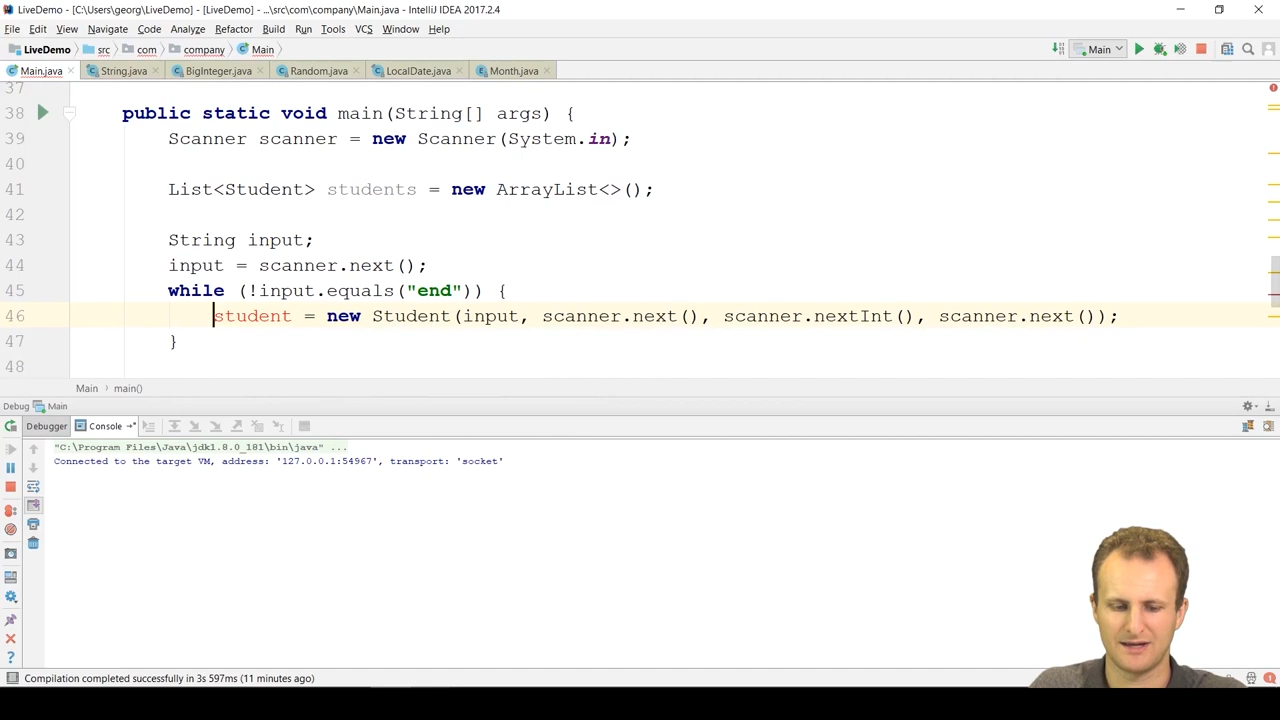 LiveDemo - [C:\Users\georg\LiveDemo] - [LiveDemo] - ...\src\com\company\Main.java - IntelliJ IDEA 2017.2.4
File Edit View Navigate Code Analyze Refactor Build Run Tools VCS Window Help
LiveDemo src com company Main Main
Main.java String.java BigInteger.java Random.java LocalDate.java Month.java
37
38 public static void main(String[] args) {
39 Scanner scanner = new Scanner(System.in);
40
41 List<Student> students = new ArrayList<>();
42
43 String input;
44 input = scanner.next();
45 while (!input.equals("end")) {
46 student = new Student(input, scanner.next(), scanner.nextInt(), scanner.next());
47 }
48
Main › main()
Debug Main
Debugger Console
"C:\Program Files\Java\jdk1.8.0_181\bin\java" ...
Connected to the target VM, address: '127.0.0.1:54967', transport: 'socket'
Compilation completed successfully in 3s 597ms (11 minutes ago)